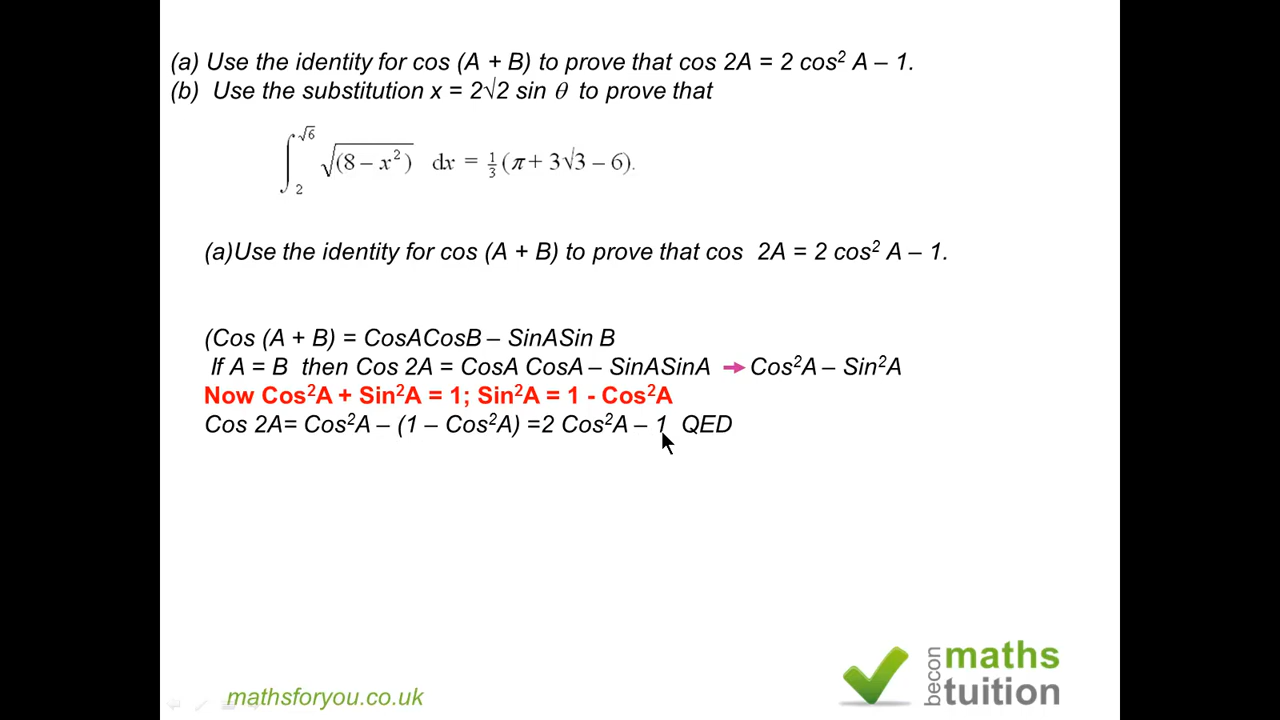 (a) Use the identity for cos (A + B) to prove that cos 2A = 2 cos² A – 1.
(b) Use the substitution x = 2√2 sin θ to prove that
∫₂^√6 √(8 – x²) dx = ⅓ (π + 3√3 – 6).
(a)Use the identity for cos (A + B) to prove that cos 2A = 2 cos² A – 1.
(Cos (A + B) = CosACosB – SinASin B
If A = B then Cos 2A = CosA CosA – SinASinA ➞ Cos²A – Sin²A
Now Cos²A + Sin²A = 1; Sin²A = 1 - Cos²A
Cos 2A= Cos²A – (1 – Cos²A) =2 Cos²A – 1 QED
mathsforyou.co.uk
becon maths tuition